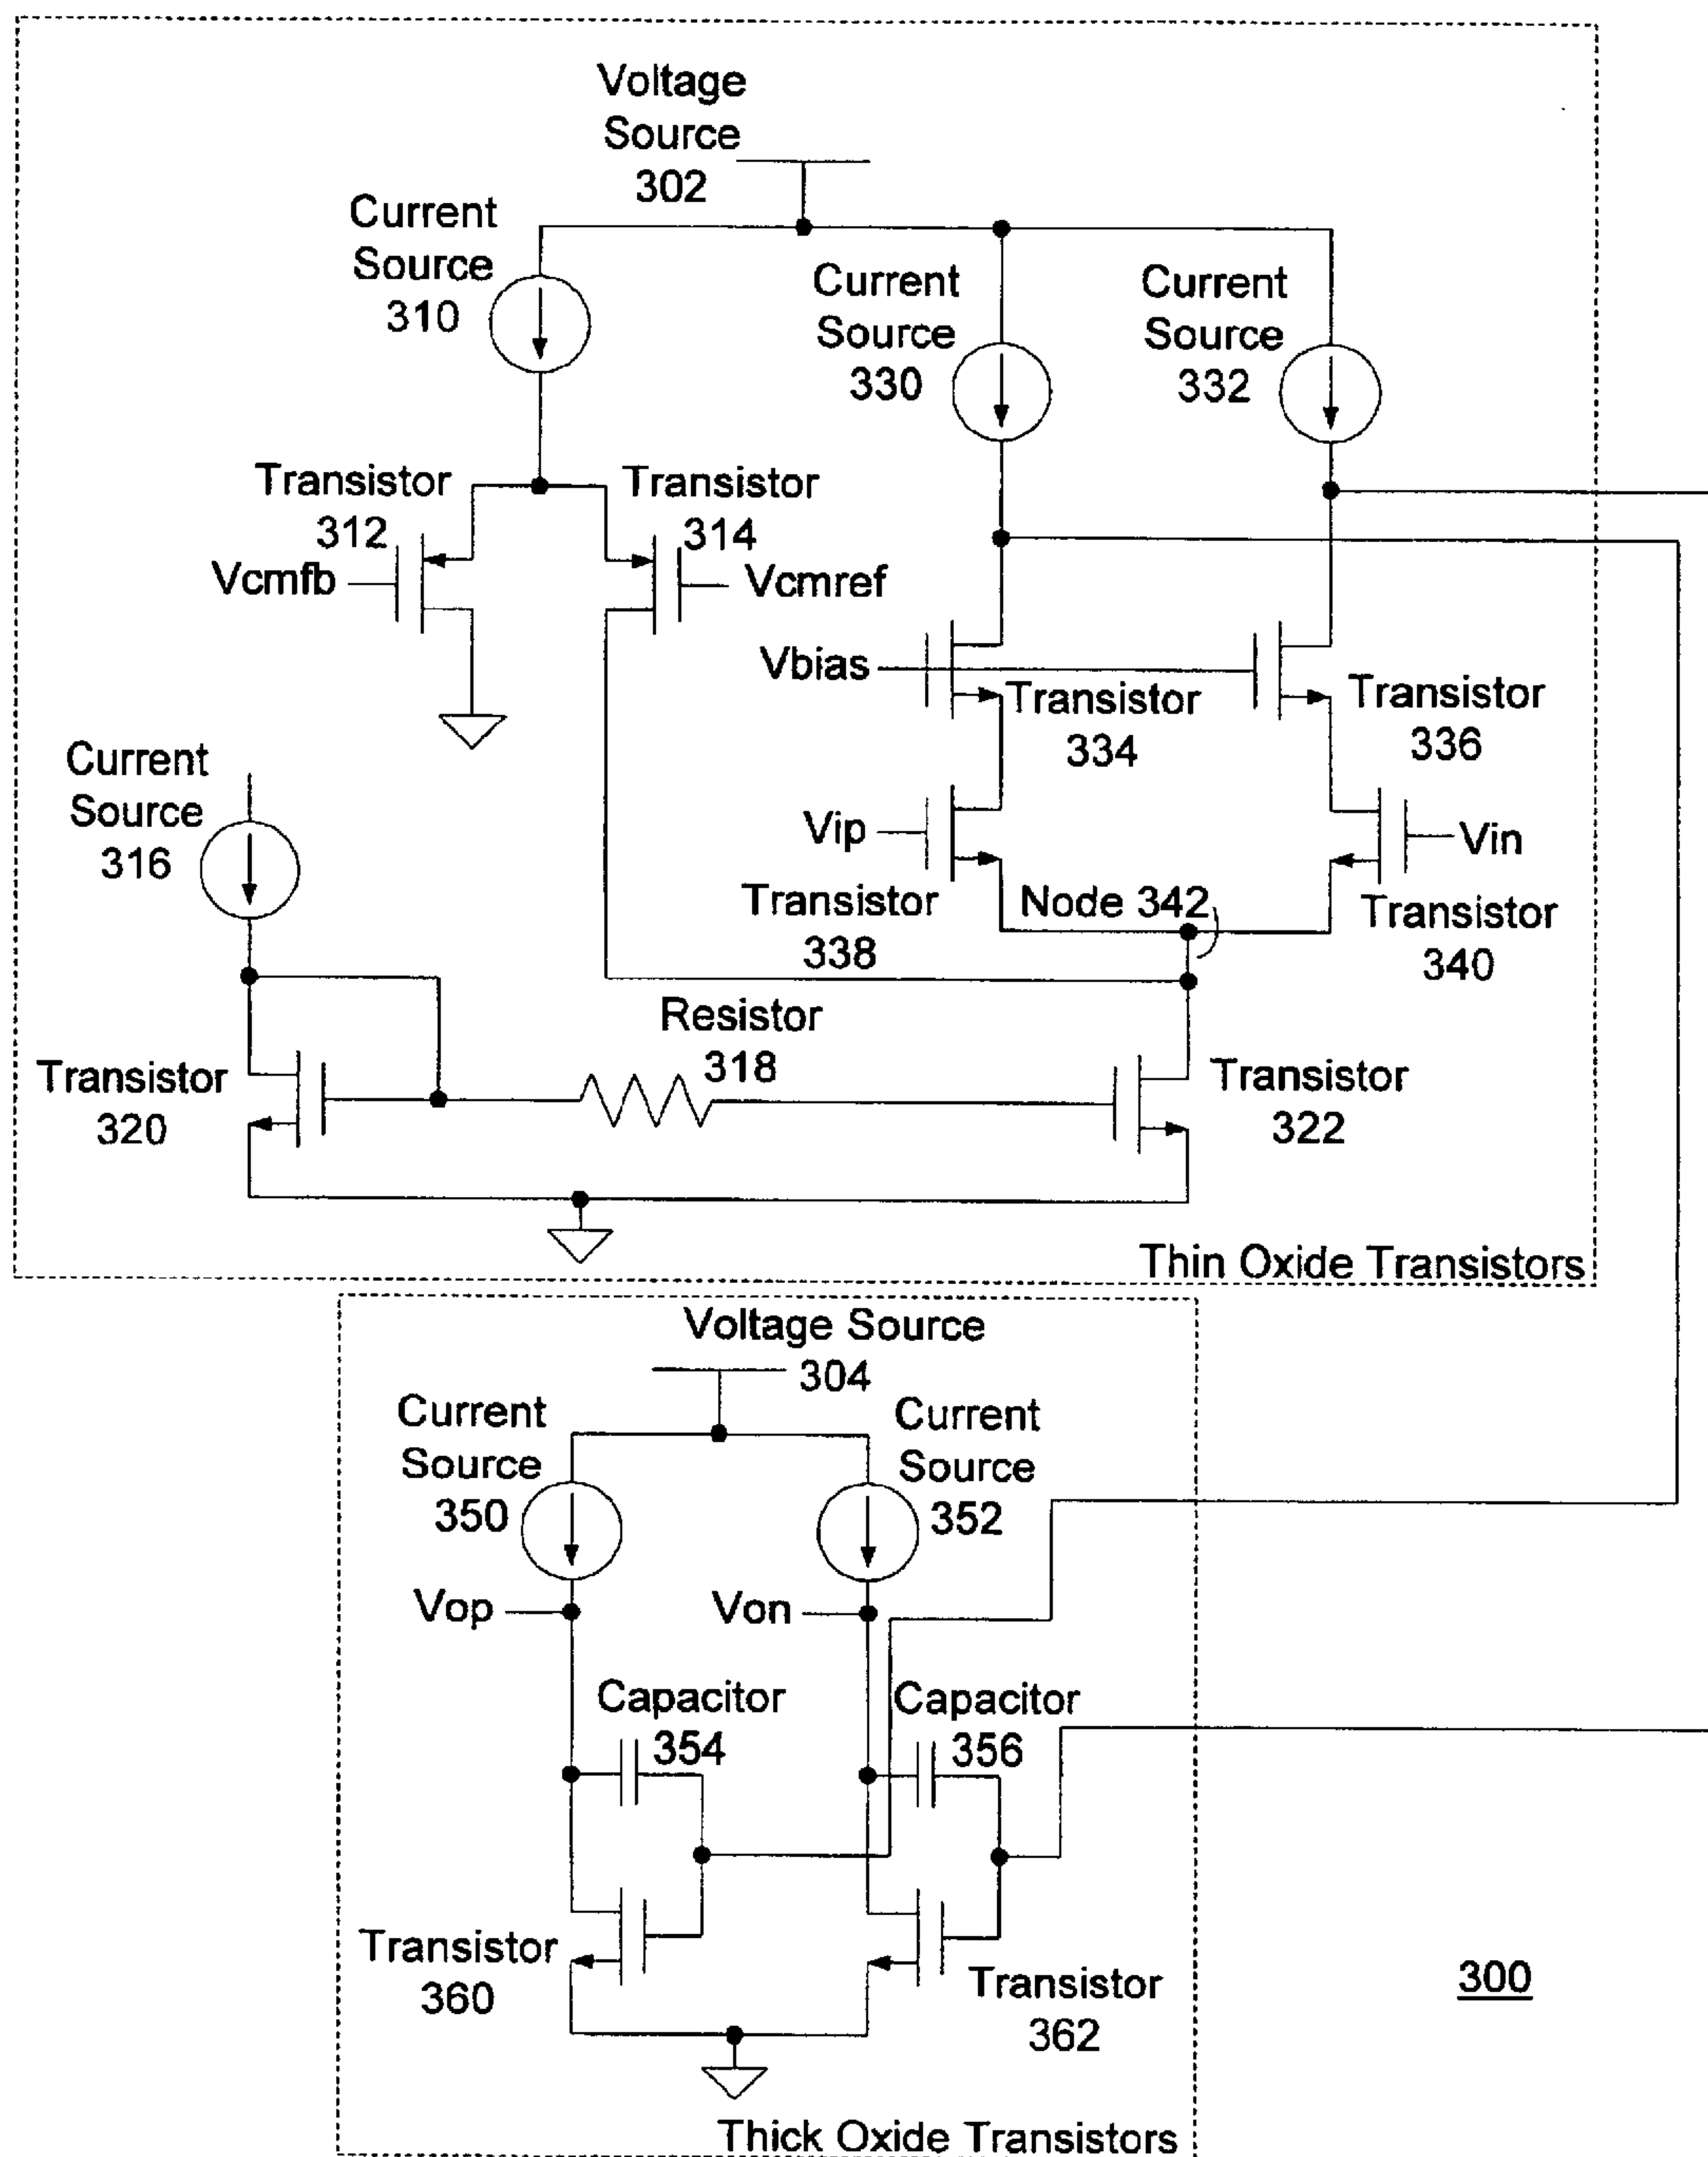 Voltage
Source
302
Current
Source
310
Current
Source
330
Current
Source
332
Transistor
312
Transistor
314
Vcmfb
Vcmref
Vbias
Transistor
334
Transistor
336
Current
Source
316
Vip
Vin
Transistor
338
Node 342
Transistor
340
Resistor
318
Transistor
320
Transistor
322
Thin Oxide Transistors
Voltage Source
304
Current
Source
350
Current
Source
352
Vop
Von
Capacitor
354
Capacitor
356
Transistor
360
Transistor
362
300
Thick Oxide Transistors